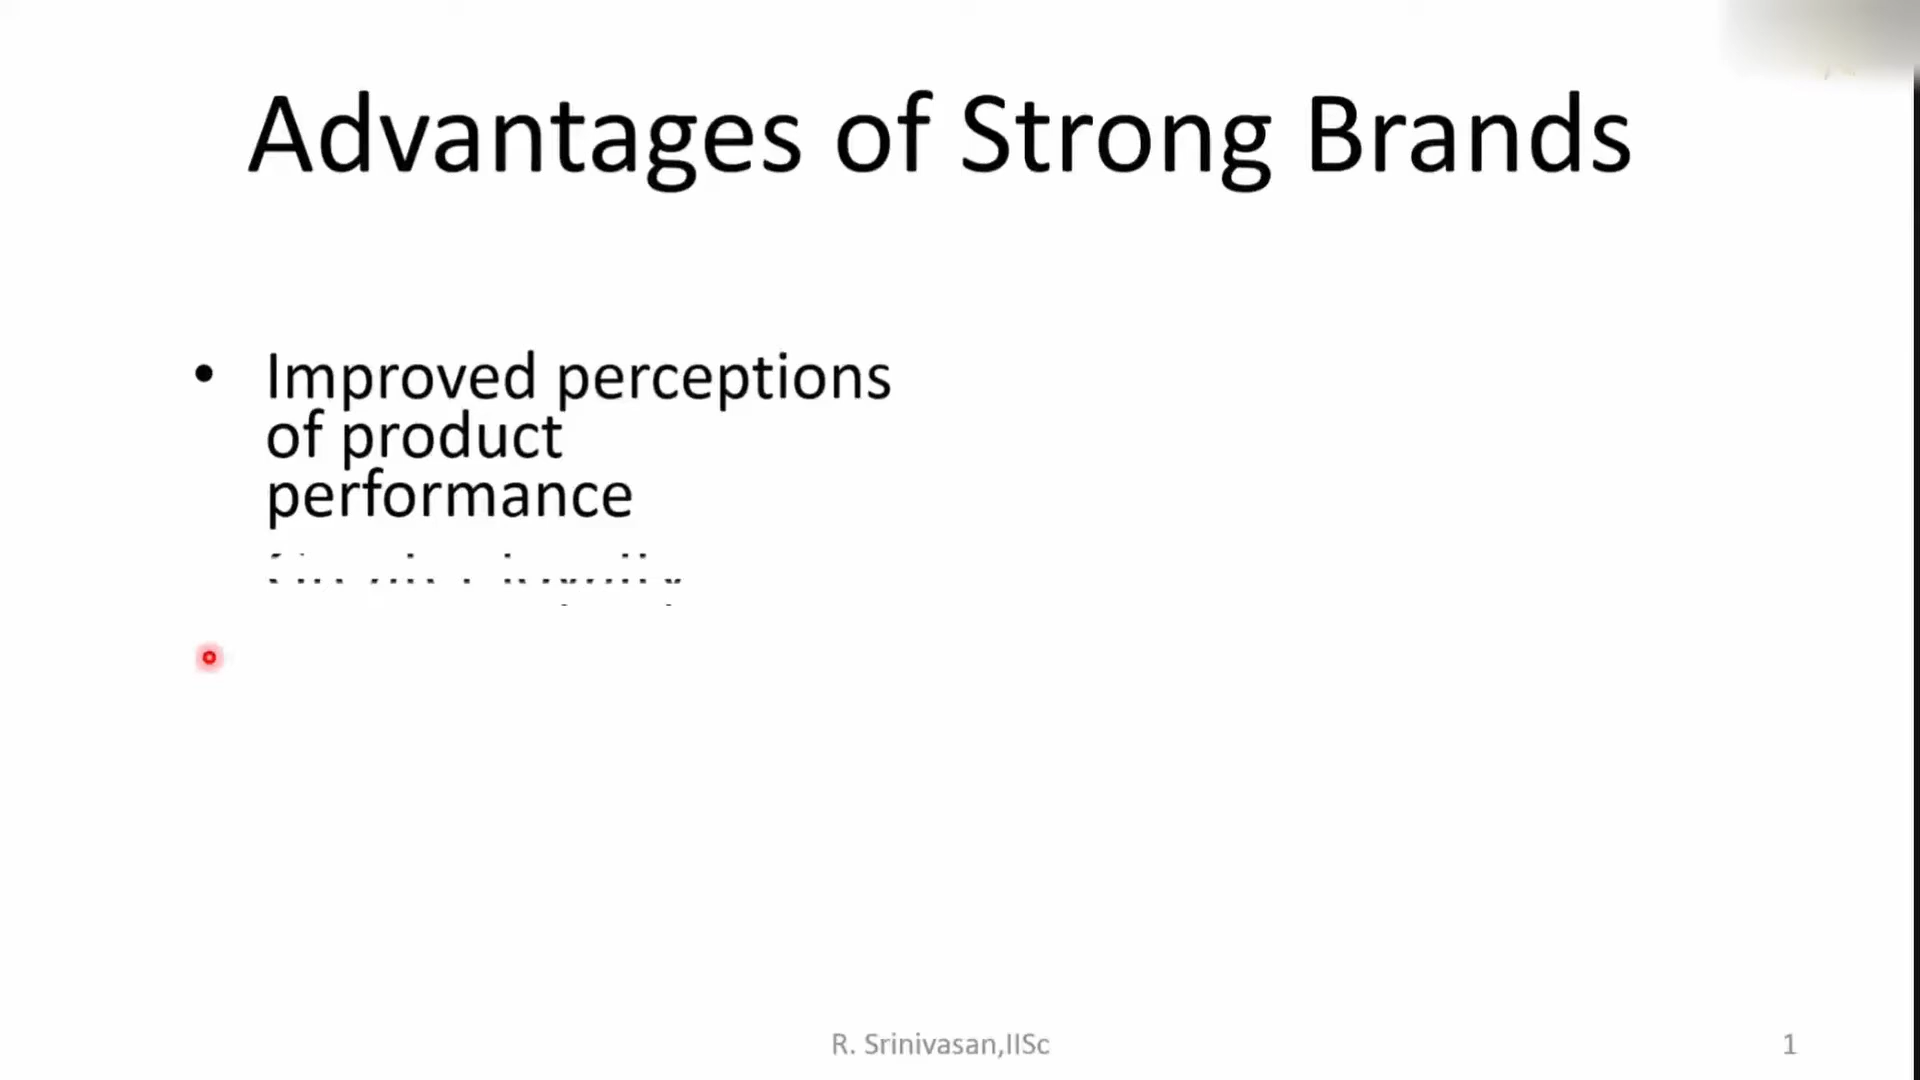 Advantages of Strong Brands
• Improved perceptions
of product
performance
R. Srinivasan,IISc
1